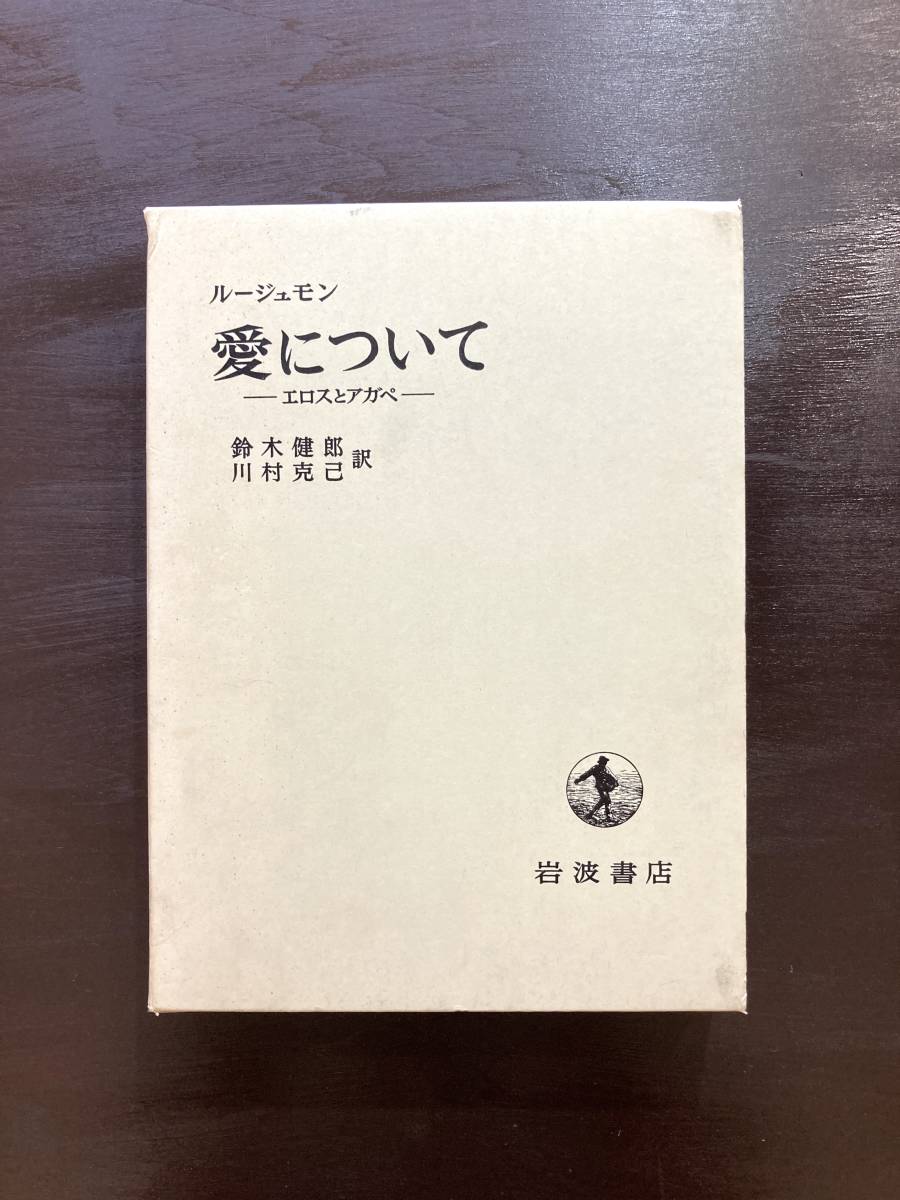 ルージュモン
愛について
― エロスとアガペ ―
鈴木健郎
川村克己
訳
岩波書店